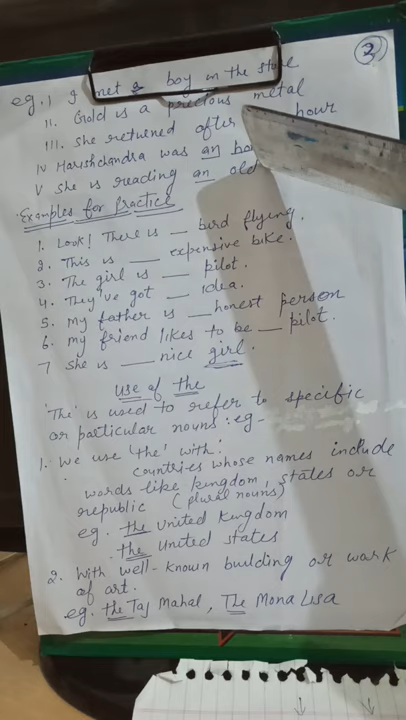 2
eg. I I met a boy in the store
II. Gold is a precious metal
III. She returned after hour
IV Harishchandra was an
V She is reading an old
Examples for Practice
1. Look! There is — bird flying.
2. This is — expensive bike.
3. The girl is — pilot.
4. They've got — idea.
5. My father is — honest person
6. My friend likes to be — pilot.
7 She is — nice girl.
Use of the
'The' is used to refer to specific
or particular nouns: eg-
1. We use 'the' with:
Countries whose names include
words like kingdom, states or
republic (plural nouns)
eg. the United Kingdom
the United States
2. With well-known building or work
of art.
eg. the Taj Mahal, The Mona Lisa